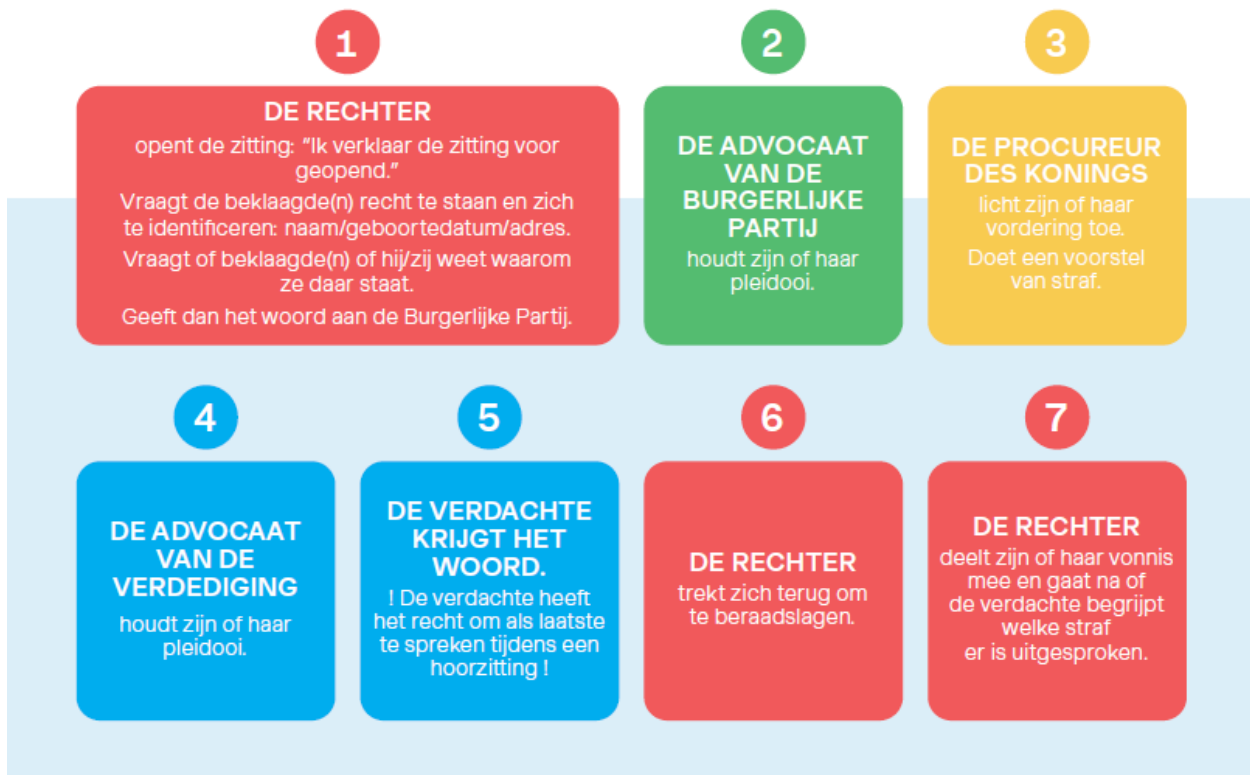 1
DE RECHTER
opent de zitting: "Ik verklaar de zitting voor
geopend."
Vraagt de beklaagde(n) recht te staan en zich
te identificeren: naam/geboortedatum/adres.
Vraagt of beklaagde(n) of hij/zij weet waarom
ze daar staat.
Geeft dan het woord aan de Burgerlijke Partij.
2
DE ADVOCAAT
VAN DE
BURGERLIJKE
PARTIJ
houdt zijn of haar
pleidooi.
3
DE PROCUREUR
DES KONINGS
licht zijn of haar
vordering toe.
Doet een voorstel
van straf.
4
DE ADVOCAAT
VAN DE
VERDEDIGING
houdt zijn of haar
pleidooi.
5
DE VERDACHTE
KRIJGT HET
WOORD.
! De verdachte heeft
het recht om als laatste
te spreken tijdens een
hoorzitting !
6
DE RECHTER
trekt zich terug om
te beraadslagen.
7
DE RECHTER
deelt zijn of haar vonnis
mee en gaat na of
de verdachte begrijpt
welke straf
er is uitgesproken.